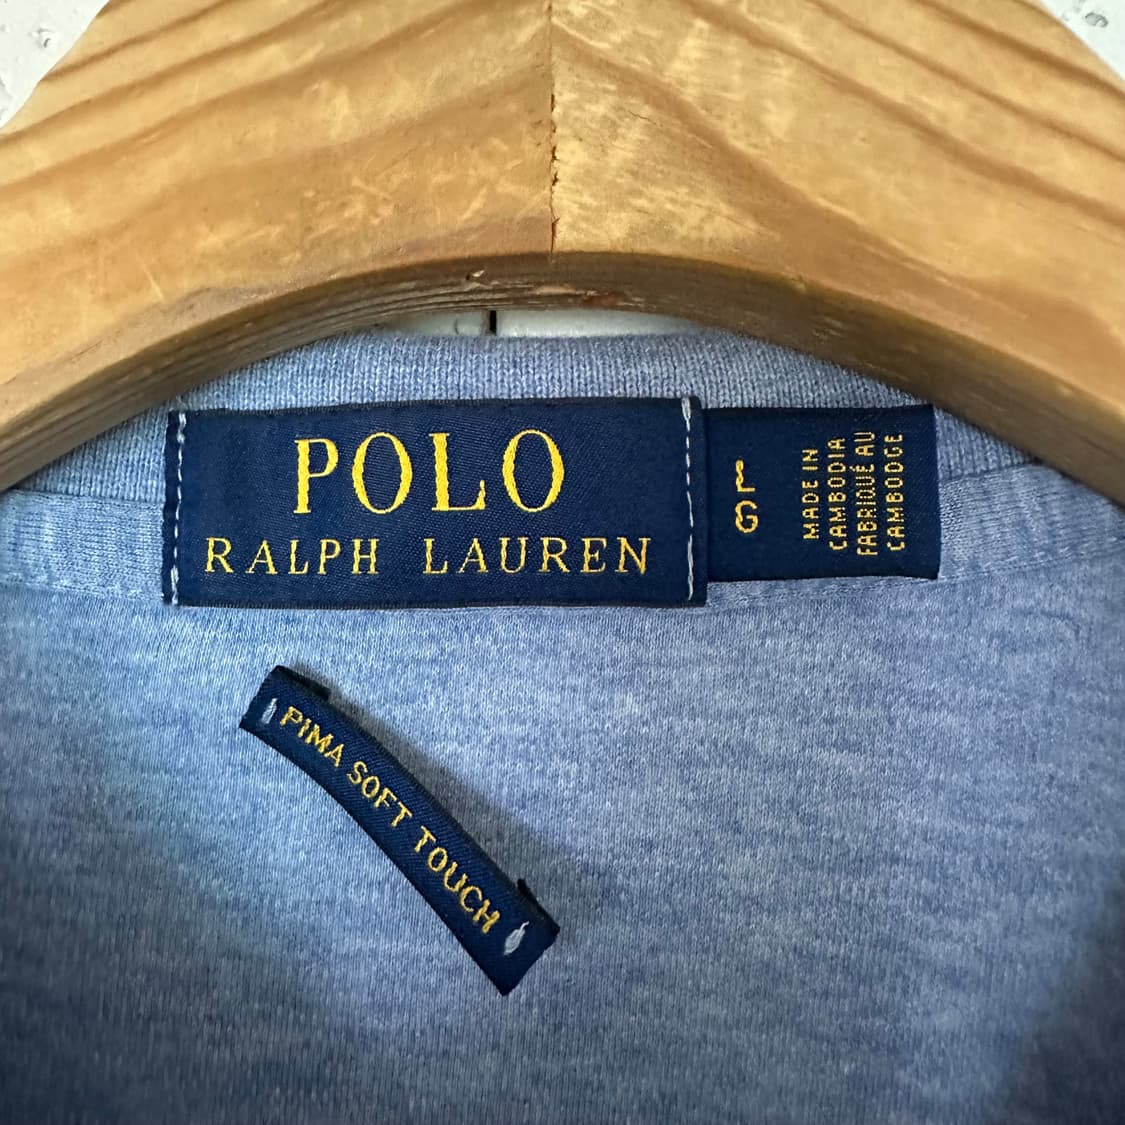 POLO
RALPH LAUREN
L
G
MADE IN
CAMBODIA
FABRIQUÉ AU
CAMBODGE
PIMA SOFT TOUCH